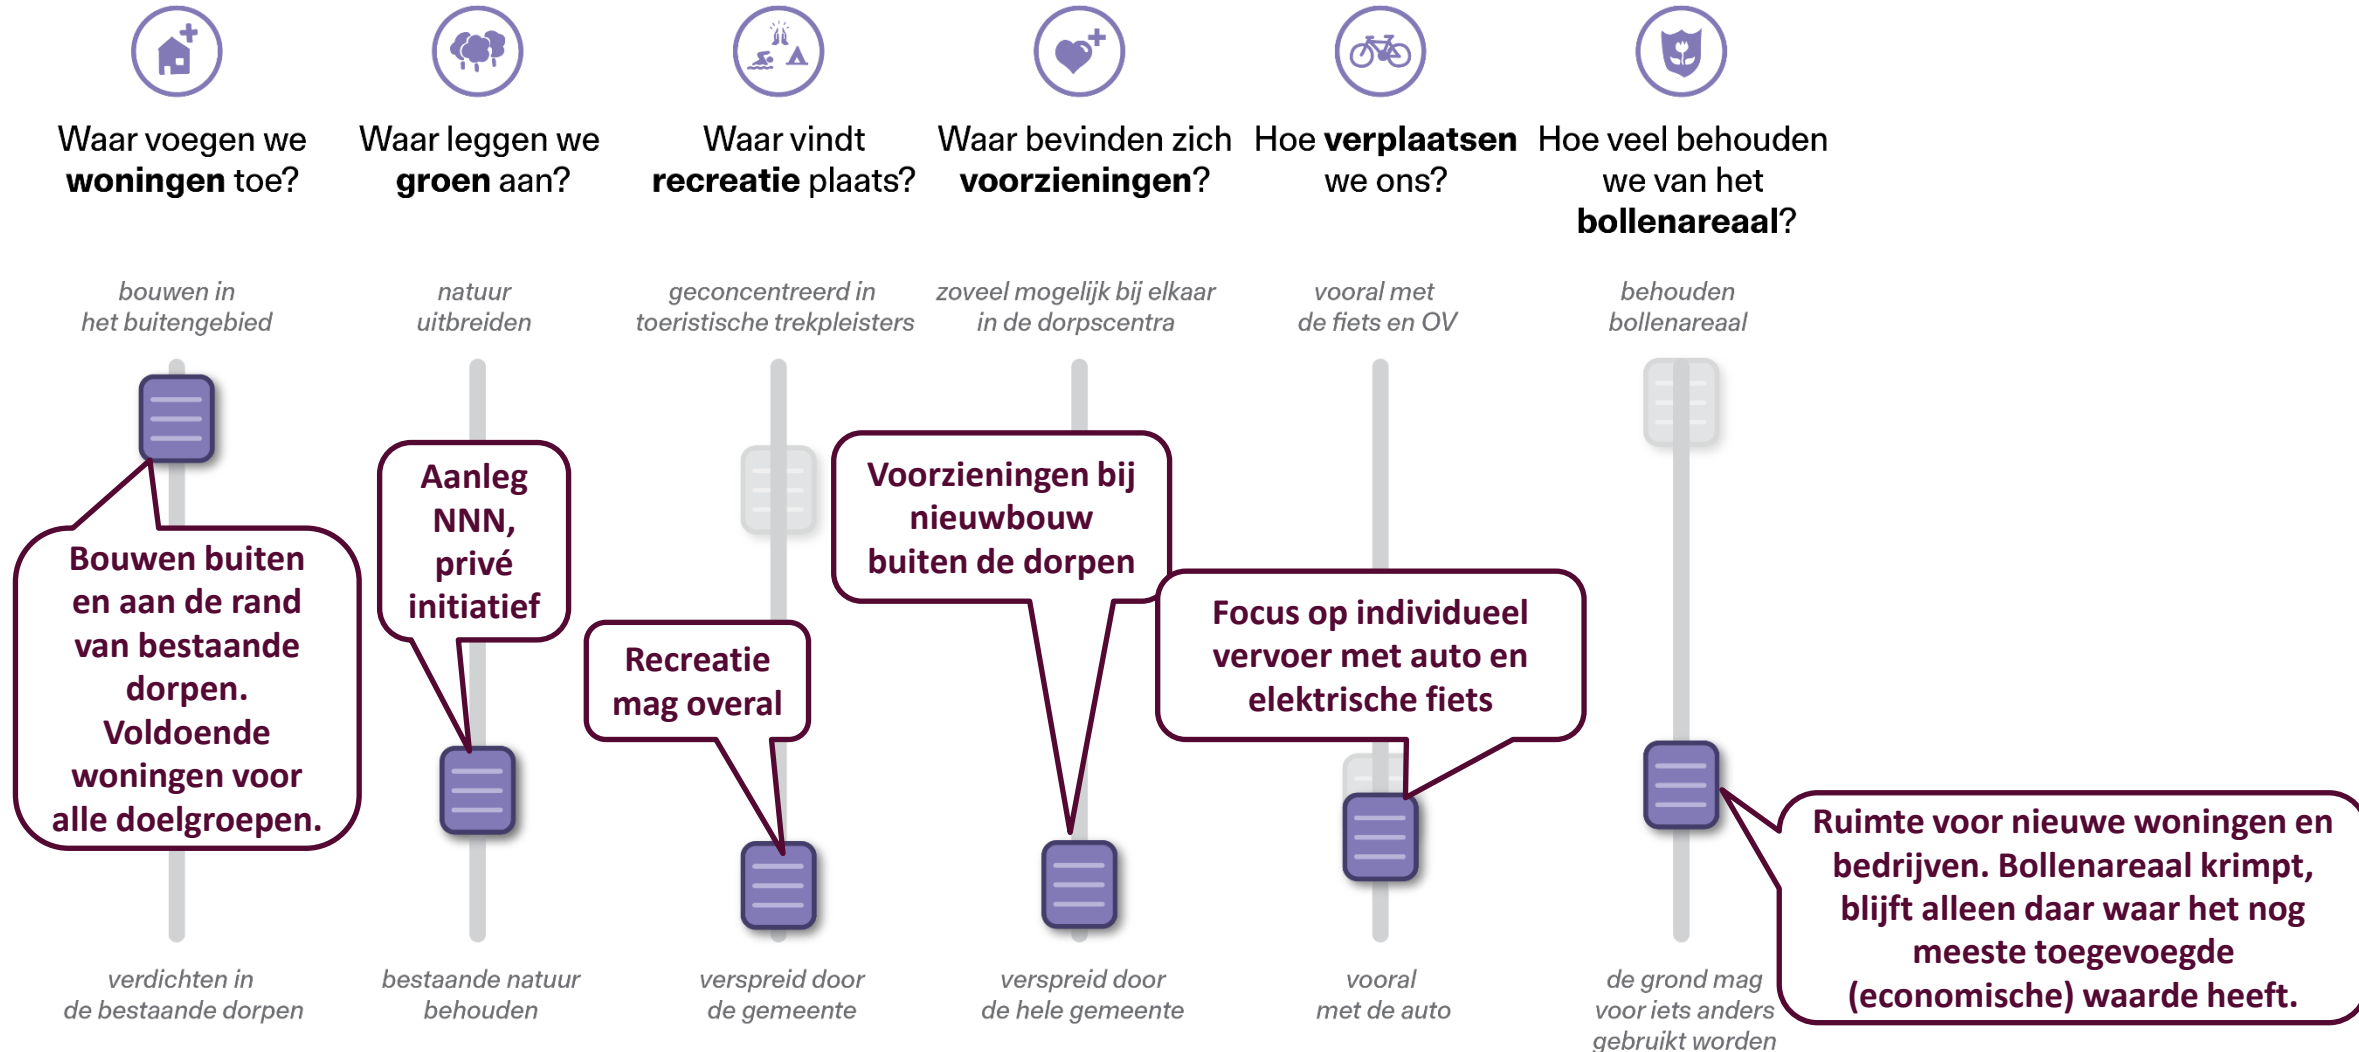 Waar voegen we
woningen toe?
Waar leggen we
groen aan?
Waar vindt
recreatie plaats?
Waar bevinden zich
voorzieningen?
Hoe verplaatsen
we ons?
Hoe veel behouden
we van het
bollenareaal?
bouwen in
het buitengebied
natuur
uitbreiden
geconcentreerd in
toeristische trekpleisters
zoveel mogelijk bij elkaar
in de dorpscentra
vooral met
de fiets en OV
behouden
bollenareaal
Bouwen buiten
en aan de rand
van bestaande
dorpen.
Voldoende
woningen voor
alle doelgroepen.
Aanleg
NNN,
privé
initiatief
Recreatie
mag overal
Voorzieningen bij
nieuwbouw
buiten de dorpen
Focus op individueel
vervoer met auto en
elektrische fiets
Ruimte voor nieuwe woningen en
bedrijven. Bollenareaal krimpt,
blijft alleen daar waar het nog
meeste toegevoegde
(economische) waarde heeft.
verdichten in
de bestaande dorpen
bestaande natuur
behouden
verspreid door
de gemeente
verspreid door
de hele gemeente
vooral
met de auto
de grond mag
voor iets anders
gebruikt worden